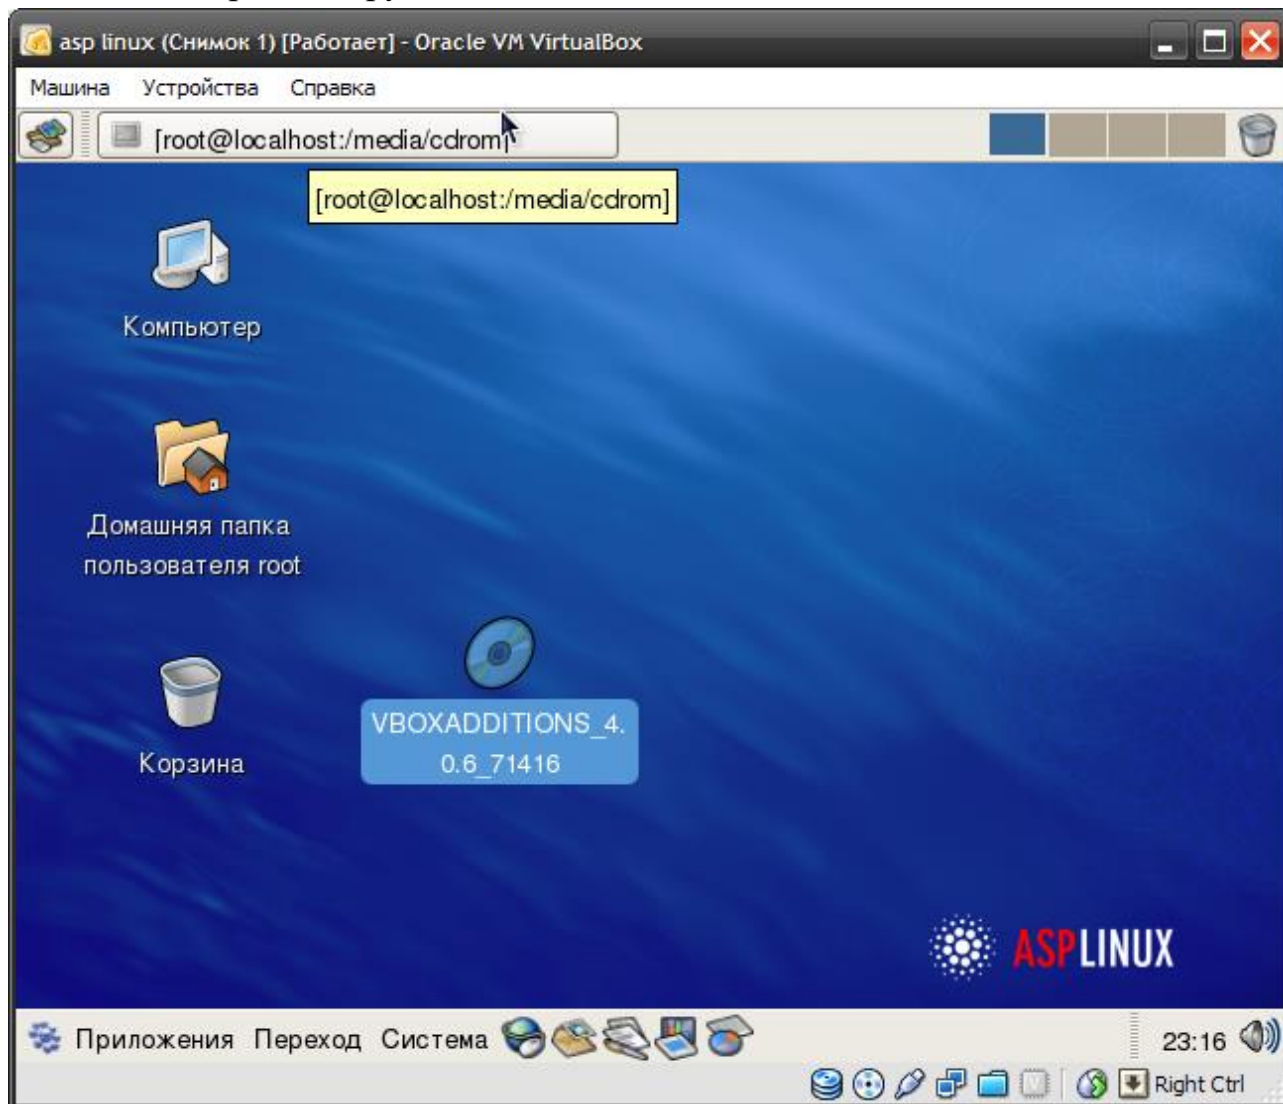 asp linux (Снимок 1) [Работает] - Oracle VM VirtualBox
Машина Устройства Справка
[root@localhost:/media/cdrom]
[root@localhost:/media/cdrom]
Компьютер
Домашняя папка
пользователя root
VBOXADDITIONS_4.
0.6_71416
Корзина
ASPLINUX
Приложения Переход Система
23:16
Right Ctrl